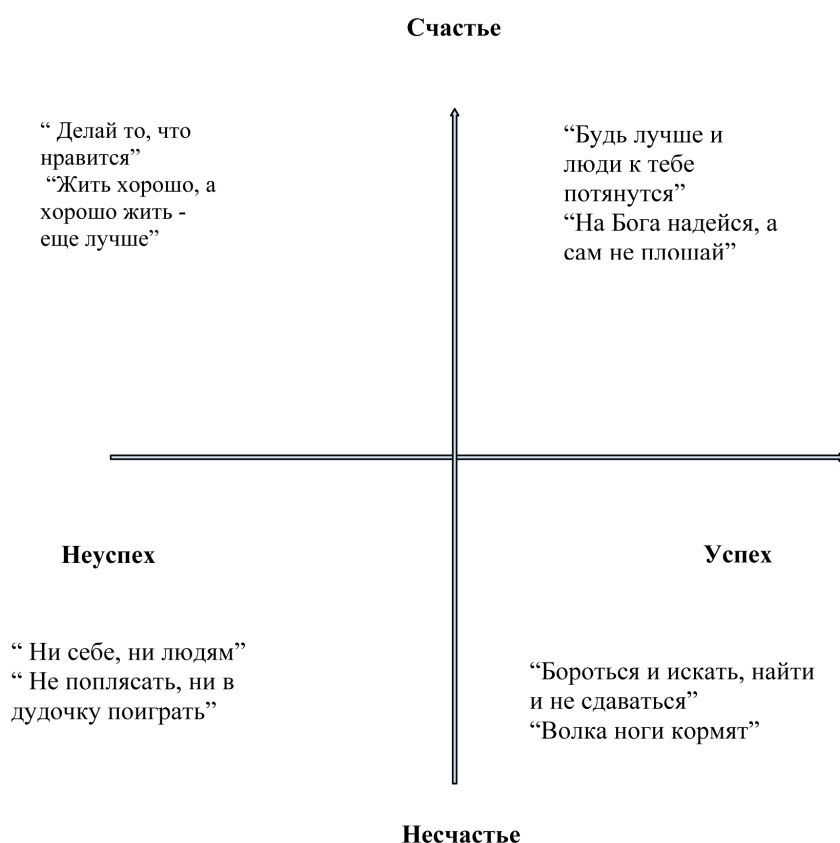 Счастье
“ Делай то, что
нравится”
“Жить хорошо, а
хорошо жить -
еще лучше”
“Будь лучше и
люди к тебе
потянутся”
“На Бога надейся, а
сам не плошай”
Неуспех
Успех
“ Ни себе, ни людям”
“ Не поплясать, ни в
дудочку поиграть”
“Бороться и искать, найти
и не сдаваться”
“Волка ноги кормят”
Несчастье